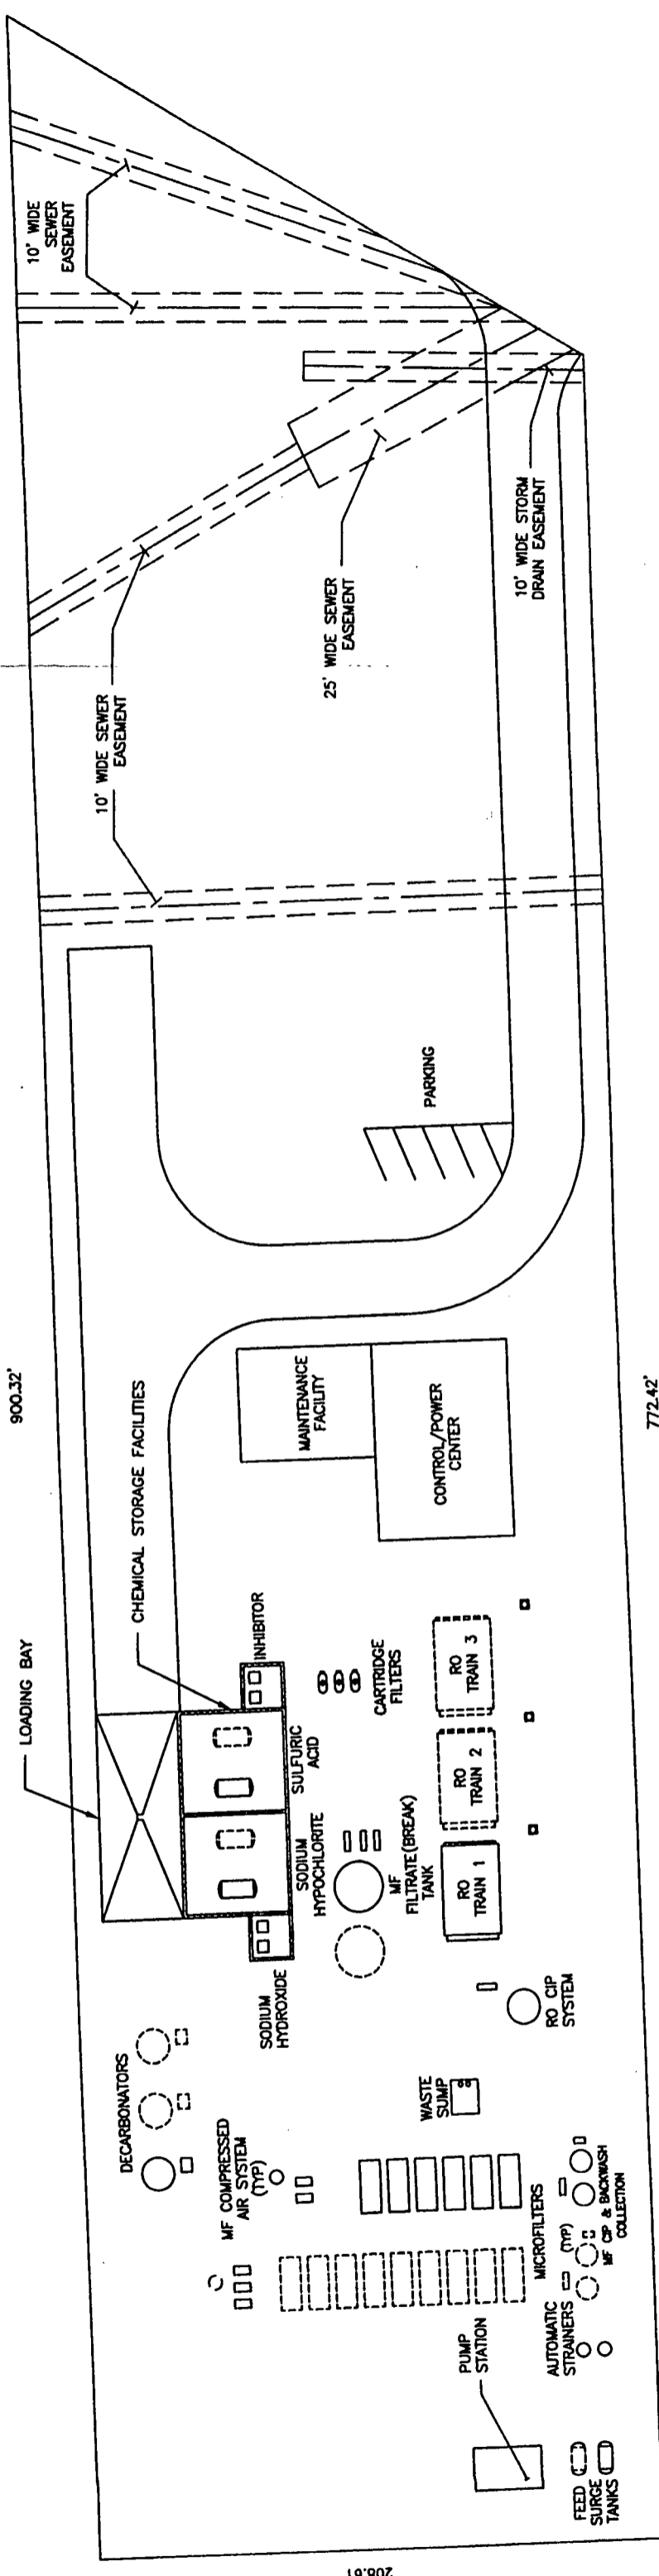 10' WIDE
SEWER
EASEMENT
10' WIDE SEWER
EASEMENT
25' WIDE SEWER
EASEMENT
10' WIDE STORM
DRAIN EASEMENT
PARKING
900.32'
772.42'
208.61
LOADING BAY
CHEMICAL STORAGE FACILITIES
MAINTENANCE
FACILITY
CONTROL/POWER
CENTER
INHIBITOR
SULFURIC
ACID
SODIUM
HYPOCHLORITE
SODIUM
HYDROXIDE
CARTRIDGE
FILTERS
MF
FILTRATE(BREAK)
TANK
RO
TRAIN 3
RO
TRAIN 2
RO
TRAIN 1
RO CIP
SYSTEM
DECARBONATORS
MF COMPRESSED
AIR SYSTEM
(TYP)
WASTE
SUMP
MICROFILTERS
(TYP)
MF CIP & BACKWASH
COLLECTION
AUTOMATIC
STRAINERS
PUMP
STATION
FEED
SURGE
TANKS